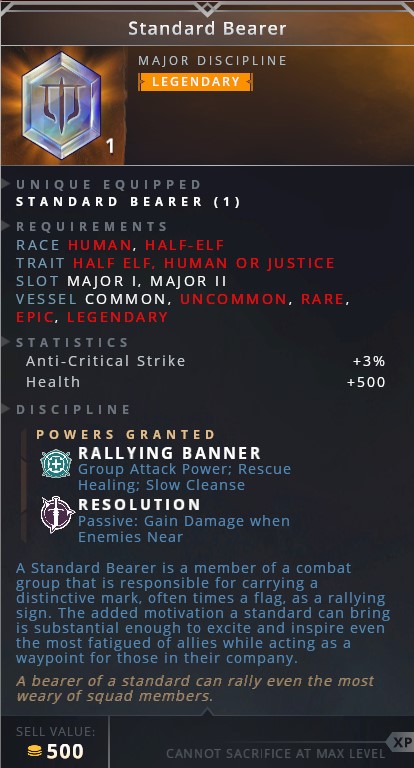 Standard Bearer
MAJOR DISCIPLINE
LEGENDARY
1
UNIQUE EQUIPPED
STANDARD BEARER (1)
REQUIREMENTS
RACE HUMAN, HALF-ELF
TRAIT HALF ELF, HUMAN OR JUSTICE
SLOT MAJOR I, MAJOR II
VESSEL COMMON, UNCOMMON, RARE,
EPIC, LEGENDARY
STATISTICS
Anti-Critical Strike +3%
Health +500
DISCIPLINE
POWERS GRANTED
RALLYING BANNER
Group Attack Power; Rescue
Healing; Slow Cleanse
RESOLUTION
Passive: Gain Damage when
Enemies Near
A Standard Bearer is a member of a combat
group that is responsible for carrying a
distinctive mark, often times a flag, as a rallying
sign. The added motivation a standard can bring
is substantial enough to excite and inspire even
the most fatigued of allies while acting as a
waypoint for those in their company.
A bearer of a standard can rally even the most
weary of squad members.
SELL VALUE:
500
XP
CANNOT SACRIFICE AT MAX LEVEL